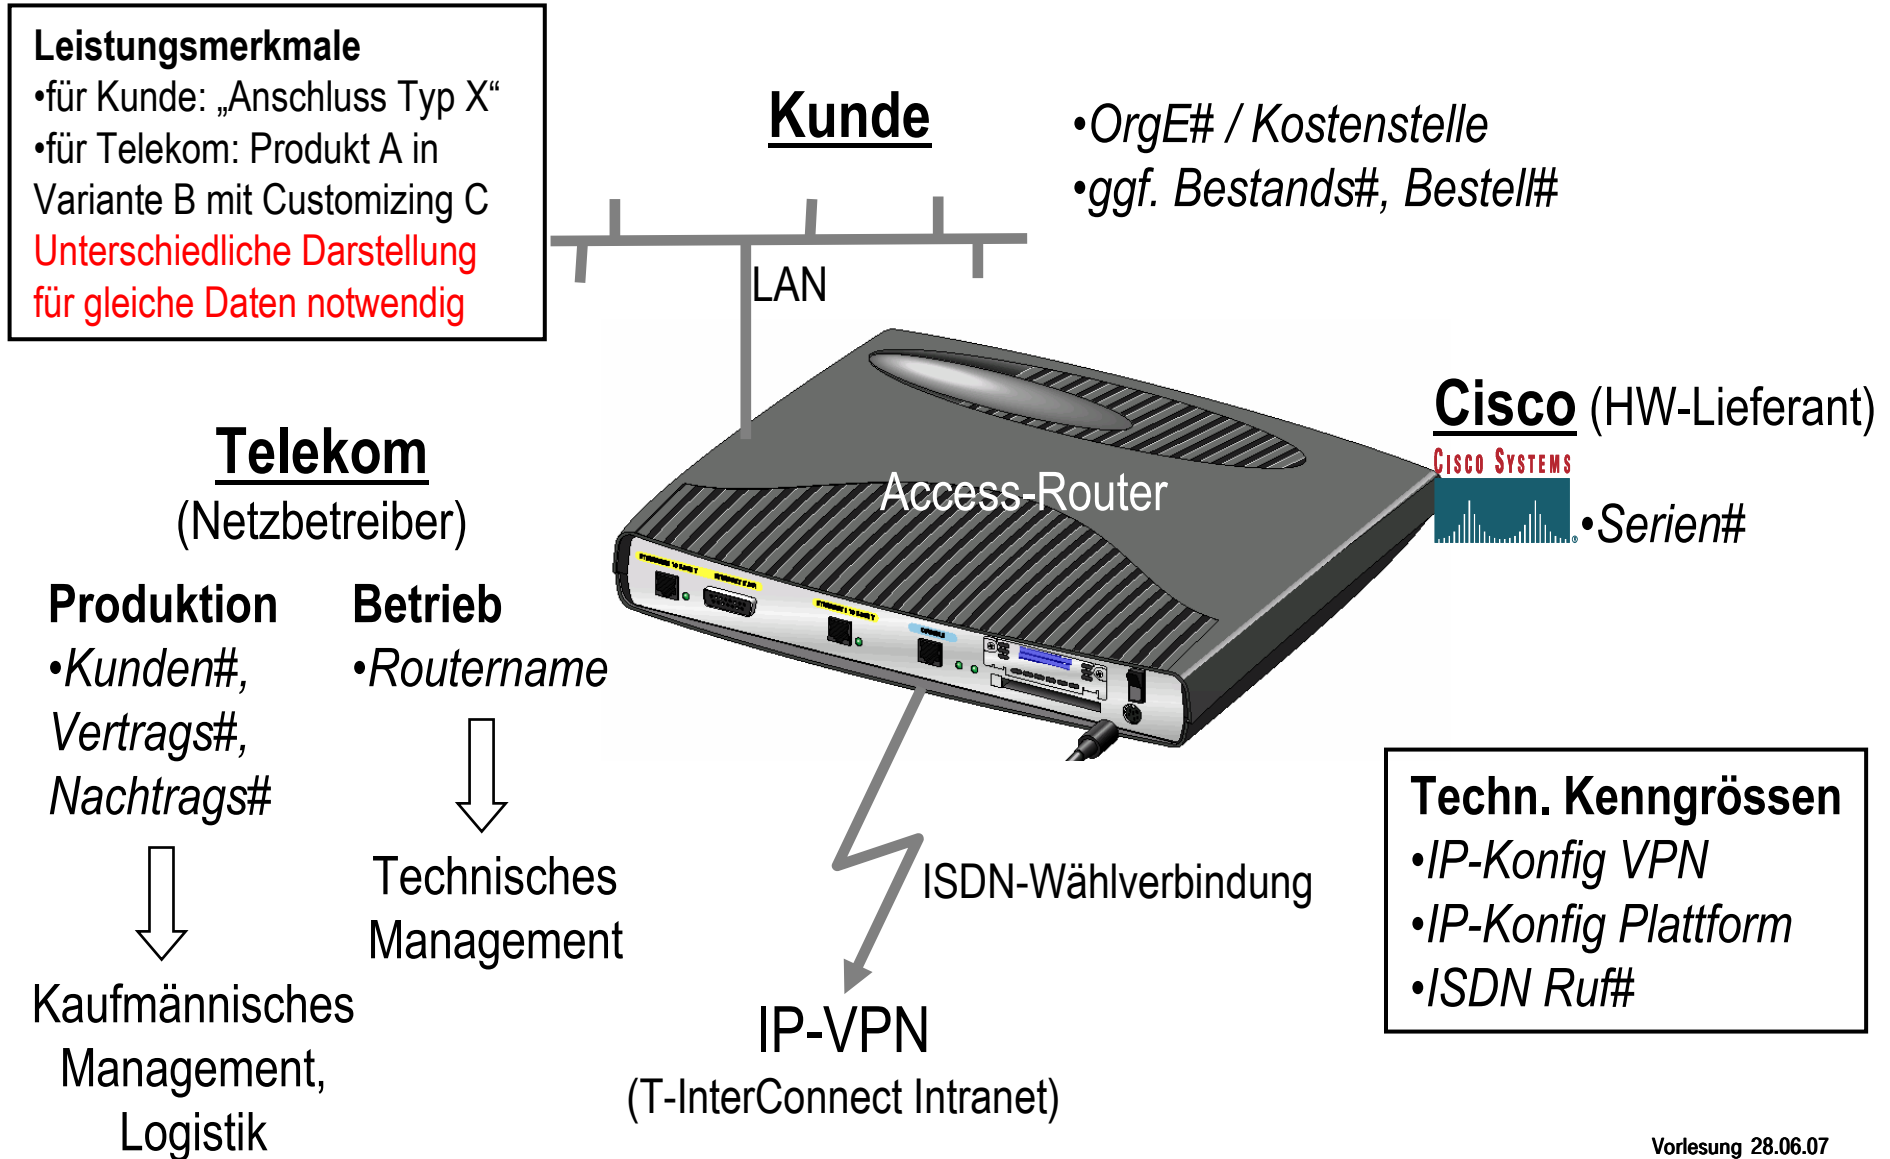 Leistungsmerkmale
•für Kunde: „Anschluss Typ X“
•für Telekom: Produkt A in
Variante B mit Customizing C
Unterschiedliche Darstellung
für gleiche Daten notwendig
Kunde
•OrgE# / Kostenstelle
•ggf. Bestands#, Bestell#
LAN
Cisco (HW-Lieferant)
CISCO SYSTEMS
•Serien#
Access-Router
Telekom
(Netzbetreiber)
Produktion
•Kunden#,
Vertrags#,
Nachtrags#
Betrieb
•Routername
Technisches
Management
Kaufmännisches
Management,
Logistik
ISDN-Wählverbindung
IP-VPN
(T-InterConnect Intranet)
Techn. Kenngrössen
•IP-Konfig VPN
•IP-Konfig Plattform
•ISDN Ruf#
Vorlesung 28.06.07